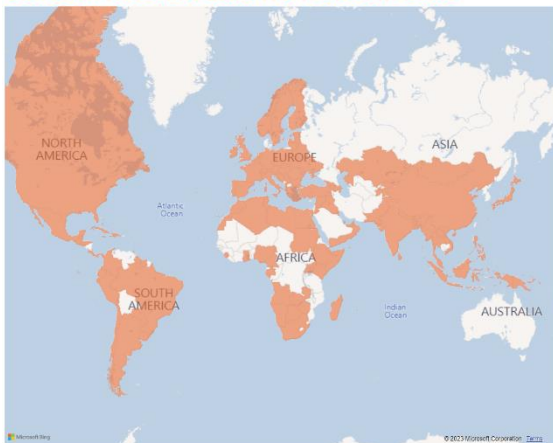 NORTH
AMERICA
EUROPE
ASIA
Atlantic
Ocean
AFRICA
SOUTH
AMERICA
Indian
Ocean
AUSTRALIA
Microsoft Bing
© 2023 Microsoft Corporation Terms